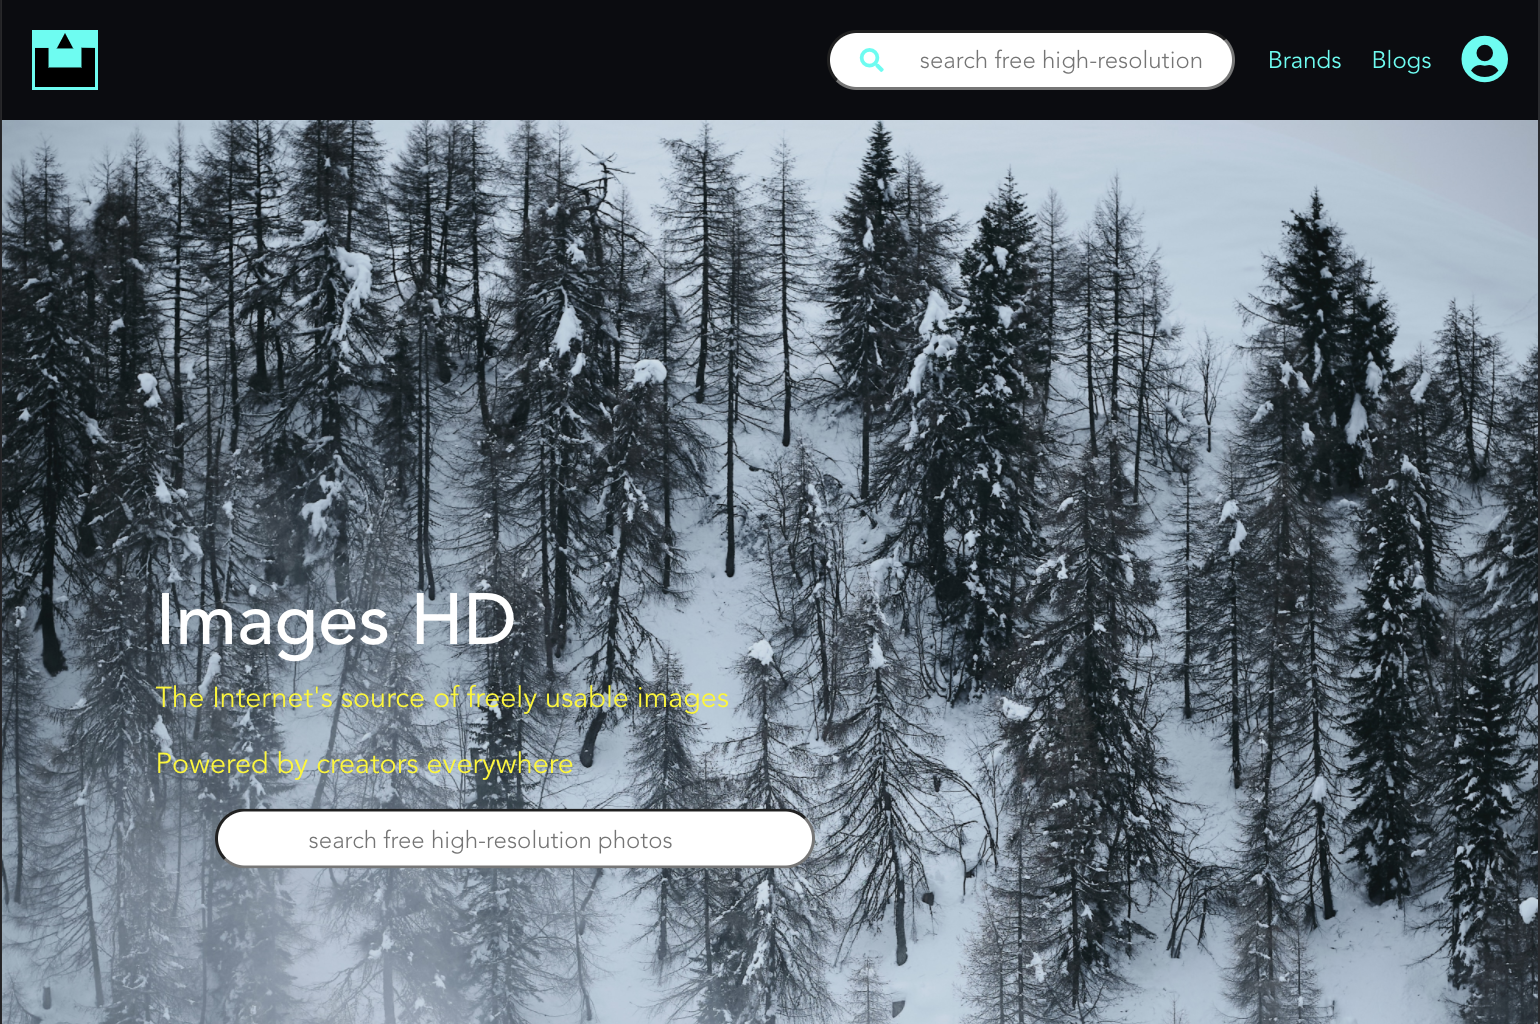 search free high-resolution
Brands
Blogs
Images HD
The Internet's source of freely usable images
Powered by creators everywhere
search free high-resolution photos